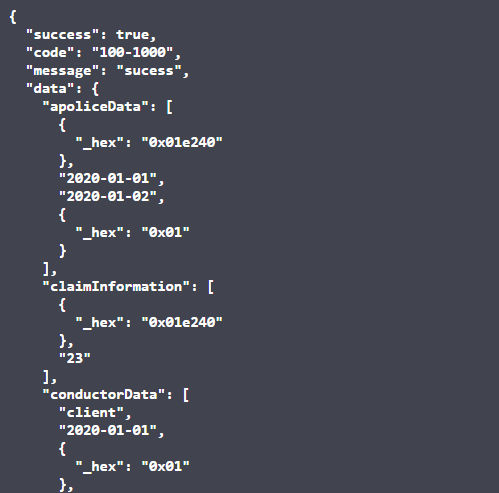 {
  "success": true,
  "code": "100-1000",
  "message": "sucess",
  "data": {
    "apoliceData": [
      {
        "_hex": "0x01e240"
      },
      "2020-01-01",
      "2020-01-02",
      {
        "_hex": "0x01"
      }
    ],
    "claimInformation": [
      {
        "_hex": "0x01e240"
      },
      "23"
    ],
    "conductorData": [
      "client",
      "2020-01-01",
      {
        "_hex": "0x01"
      },